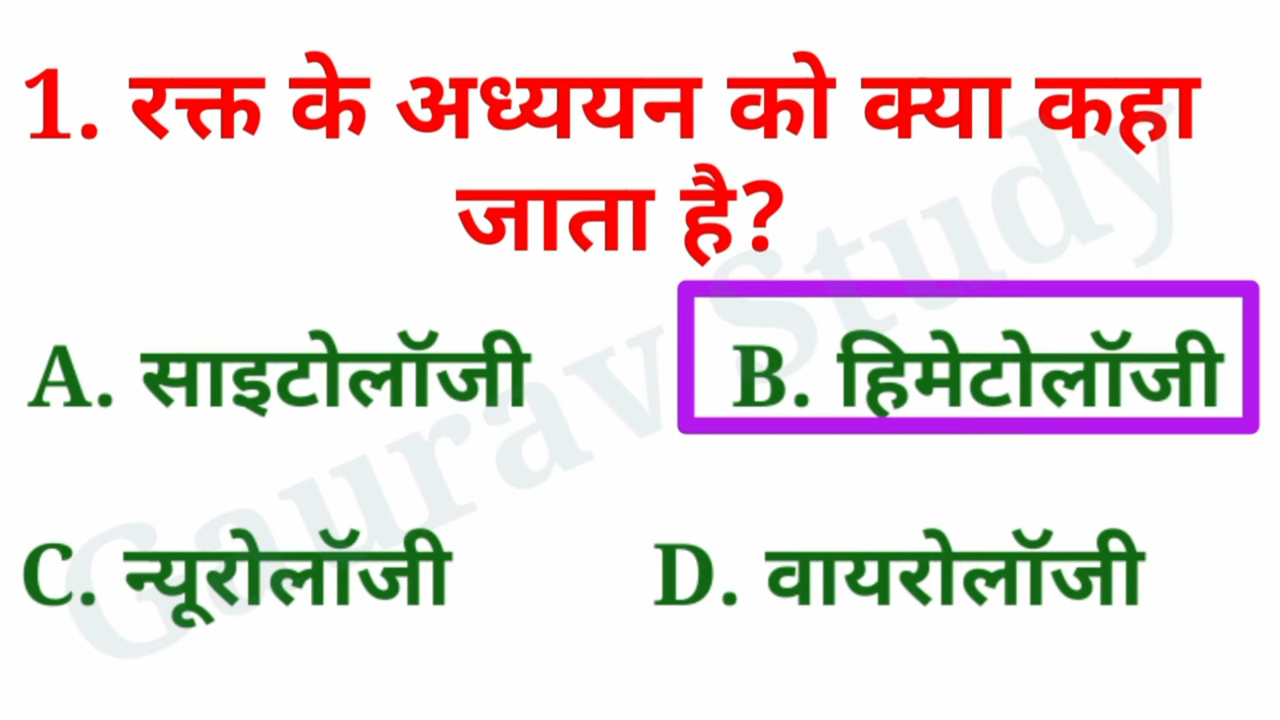 1. रक्त के अध्ययन को क्या कहा
जाता है?
A. साइटोलॉजी B. हिमेटोलॉजी
C. न्यूरोलॉजी D. वायरोलॉजी
Gaurav Study